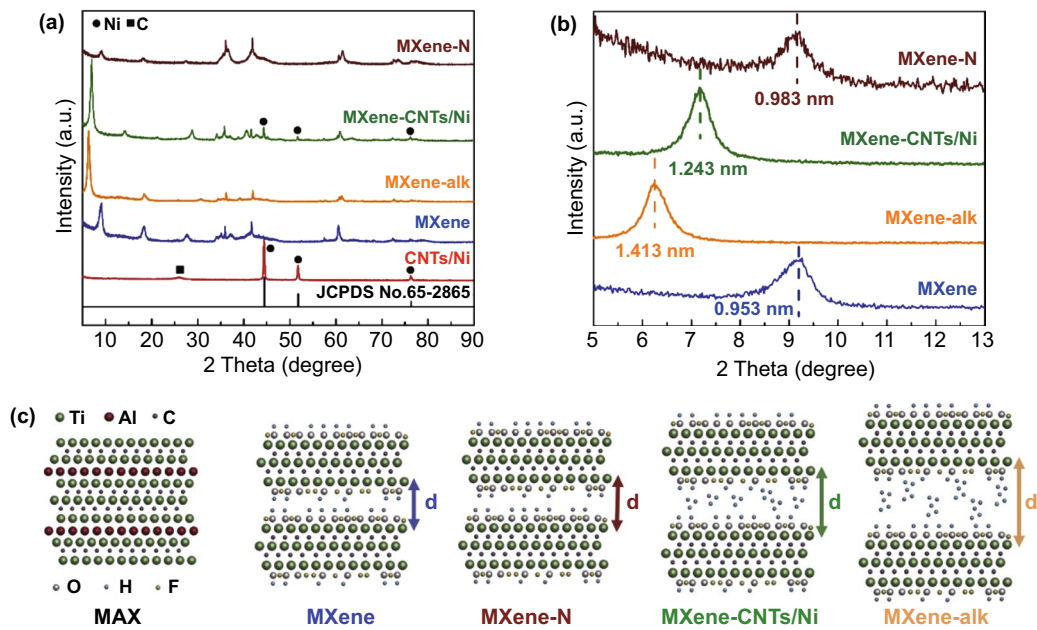 (a)
● Ni ■ C
MXene-N
MXene-CNTs/Ni
MXene-alk
MXene
CNTs/Ni
JCPDS No.65-2865
Intensity (a.u.)
10 20 30 40 50 60 70 80 90
2 Theta (degree)
(b)
MXene-N
0.983 nm
MXene-CNTs/Ni
1.243 nm
MXene-alk
1.413 nm
MXene
0.953 nm
Intensity (a.u.)
5 6 7 8 9 10 11 12 13
2 Theta (degree)
(c)
Ti Al C
d
d
d
d
O H F
MAX
MXene
MXene-N
MXene-CNTs/Ni
MXene-alk